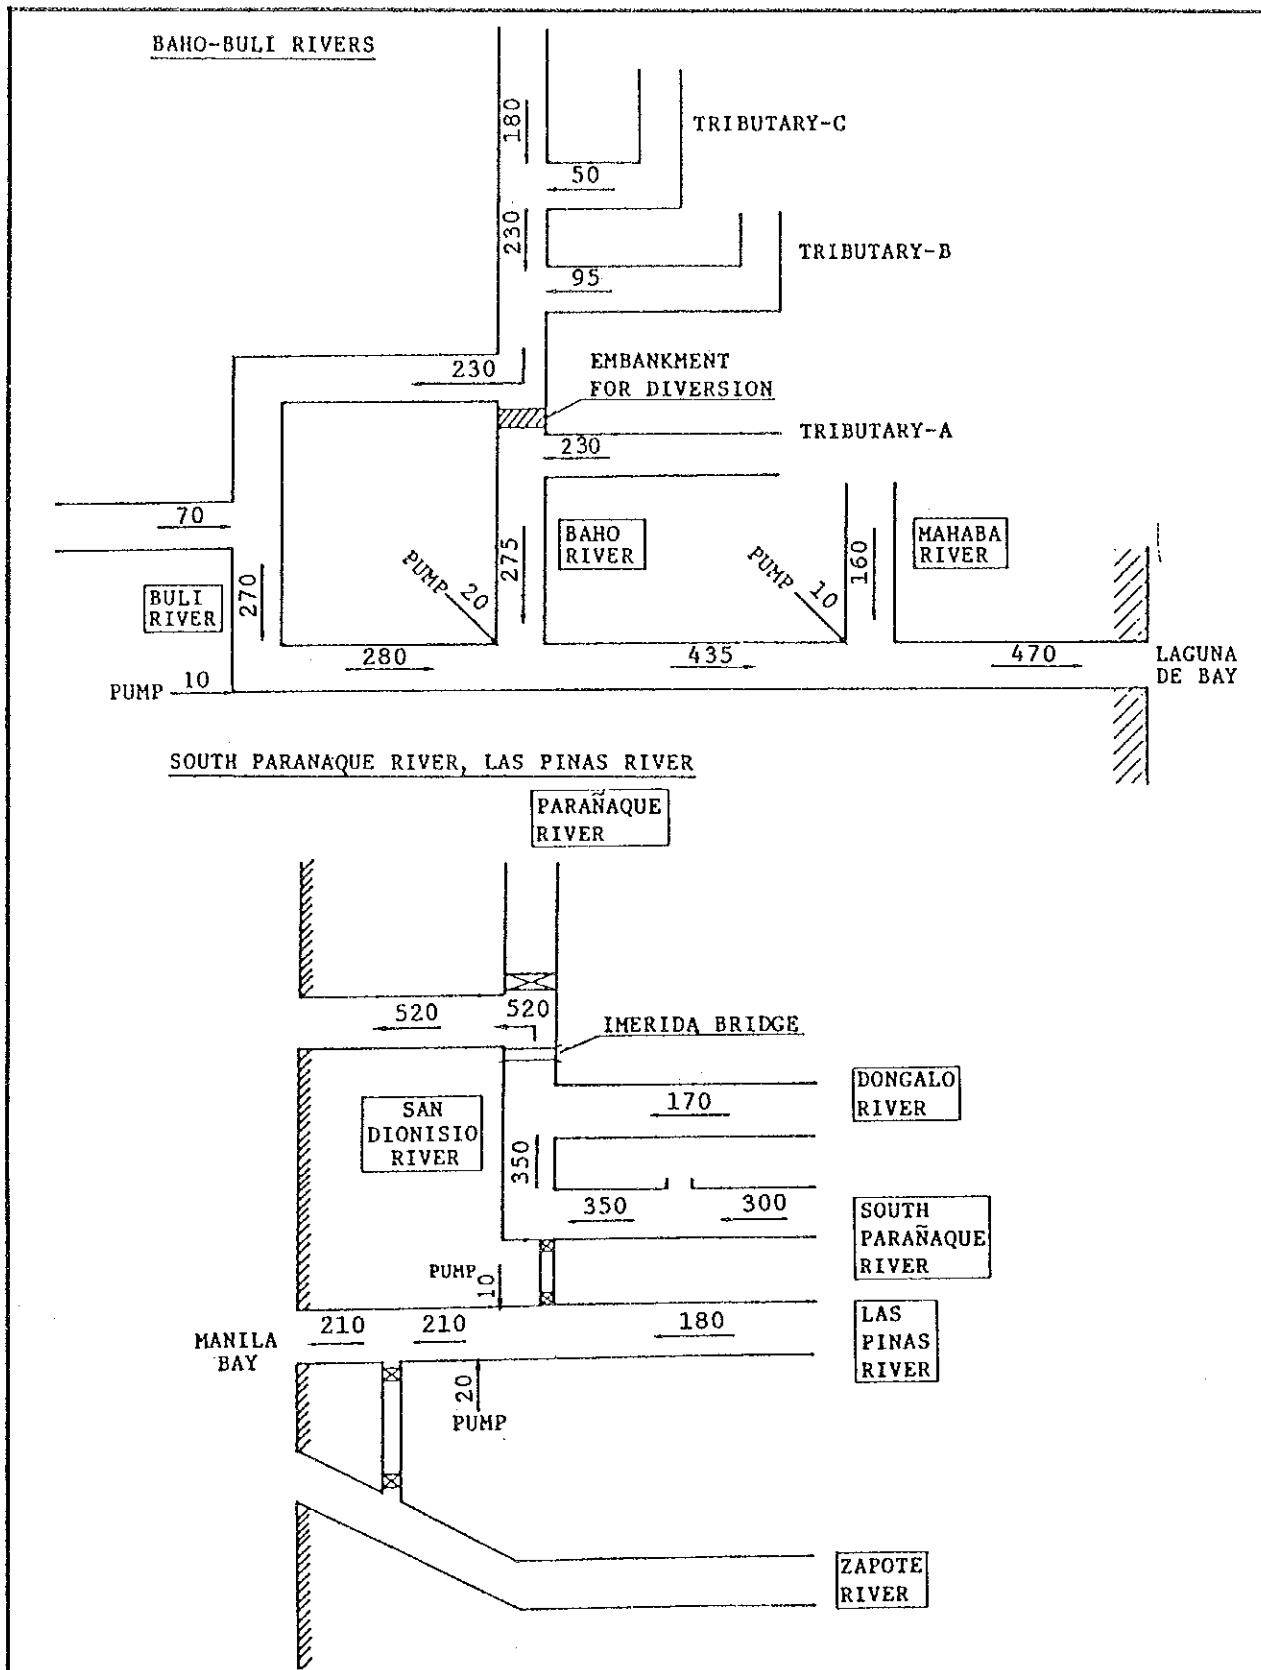 BAHO-BULI RIVERS
180
TRIBUTARY-C
50
230
TRIBUTARY-B
95
230
EMBANKMENT
FOR DIVERSION
TRIBUTARY-A
230
70
BAHO
RIVER
MAHABA
RIVER
275
160
PUMP 20
PUMP 10
BULI
RIVER
270
280
435
470
LAGUNA
DE BAY
PUMP 10
SOUTH PARANAQUE RIVER, LAS PINAS RIVER
PARAÑAQUE
RIVER
520
520
IMERIDA BRIDGE
DONGALO
RIVER
170
SAN
DIONISIO
RIVER
350
350
300
SOUTH
PARAÑAQUE
RIVER
PUMP
10
LAS
PINAS
RIVER
MANILA
BAY
210
210
180
20
PUMP
ZAPOTE
RIVER